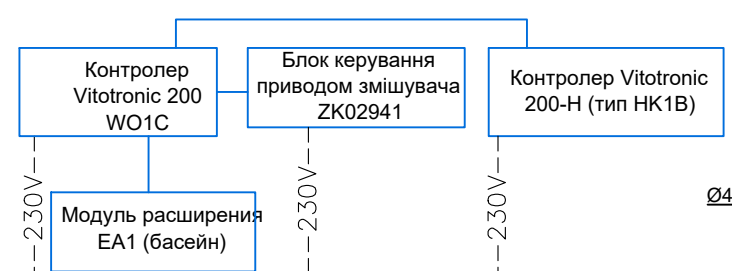 Контролер
Vitotronic 200
WO1C
Блок керування
приводом змішувача
ZK02941
Контролер Vitotronic
200-H (тип HK1B)
230V
Модуль расширения
EA1 (басейн)
230V
230V
Ø4